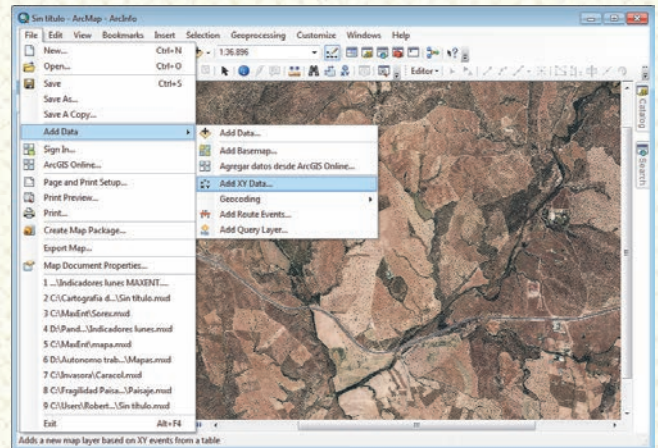 Sin título - ArcMap - ArcInfo
File Edit View Bookmarks Insert Selection Geoprocessing Customize Windows Help
1:36.896
Editor
New... Ctrl+N
Open... Ctrl+O
Save Ctrl+S
Save As...
Save A Copy...
Add Data
Sign In...
ArcGIS Online...
Page and Print Setup...
Print Preview...
Print...
Create Map Package...
Export Map...
Map Document Properties...
1 ...\Indicadores lunes MAXENT....
2 C:\Cartografia d...\Sin título.mxd
3 C:\MaxEnt\Sorex.mxd
4 D:\Pand...\Indicadores lunes.mxd
5 C:\MaxEnt\mapa.mxd
6 D:\Autonomo trab...\Mapas.mxd
7 C:\Invasora\Caracol.mxd
8 C:\Fragilidad Paisa...\Paisaje.mxd
9 C:\Users\Robert...\Sin título.mxd
Exit Alt+F4
Add Data...
Add Basemap...
Agregar datos desde ArcGIS Online...
Add XY Data...
Geocoding
Add Route Events...
Add Query Layer...
Catalog
Search
Adds a new map layer based on XY events from a table